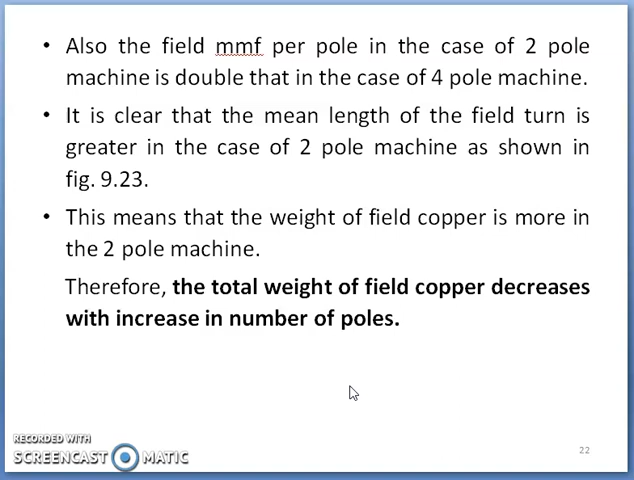 • Also the field mmf per pole in the case of 2 pole
machine is double that in the case of 4 pole machine.
• It is clear that the mean length of the field turn is
greater in the case of 2 pole machine as shown in
fig. 9.23.
• This means that the weight of field copper is more in
the 2 pole machine.
Therefore, the total weight of field copper decreases
with increase in number of poles.
RECORDED WITH
SCREENCAST MATIC
22